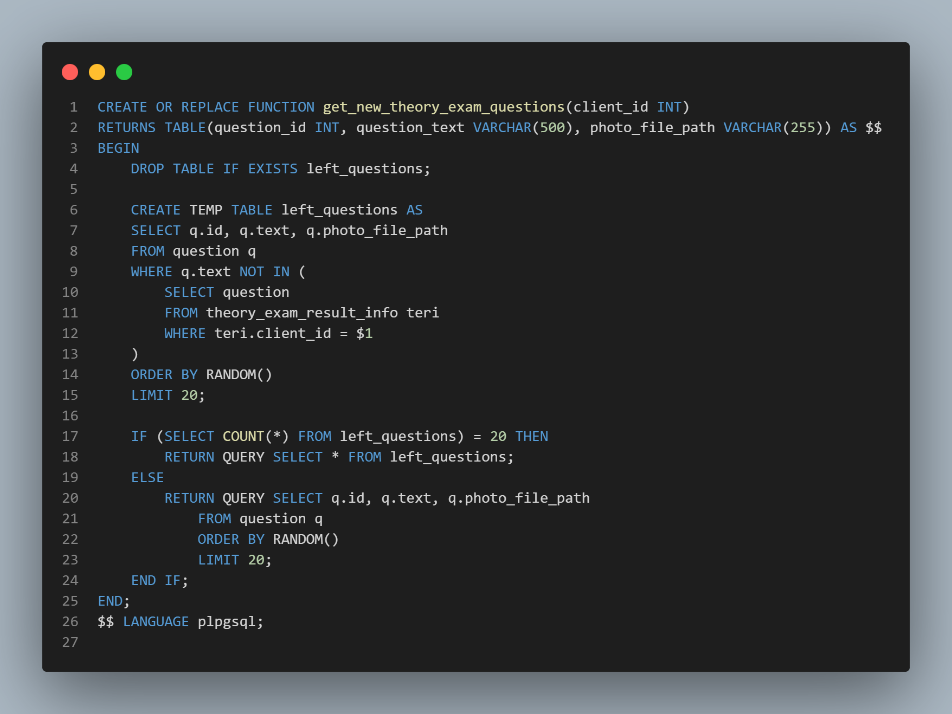 1 CREATE OR REPLACE FUNCTION get_new_theory_exam_questions(client_id INT)
2 RETURNS TABLE(question_id INT, question_text VARCHAR(500), photo_file_path VARCHAR(255)) AS $$
3 BEGIN
4     DROP TABLE IF EXISTS left_questions;
5
6     CREATE TEMP TABLE left_questions AS
7     SELECT q.id, q.text, q.photo_file_path
8     FROM question q
9     WHERE q.text NOT IN (
10         SELECT question
11         FROM theory_exam_result_info teri
12         WHERE teri.client_id = $1
13     )
14     ORDER BY RANDOM()
15     LIMIT 20;
16
17     IF (SELECT COUNT(*) FROM left_questions) = 20 THEN
18         RETURN QUERY SELECT * FROM left_questions;
19     ELSE
20         RETURN QUERY SELECT q.id, q.text, q.photo_file_path
21             FROM question q
22             ORDER BY RANDOM()
23             LIMIT 20;
24     END IF;
25 END;
26 $$ LANGUAGE plpgsql;
27